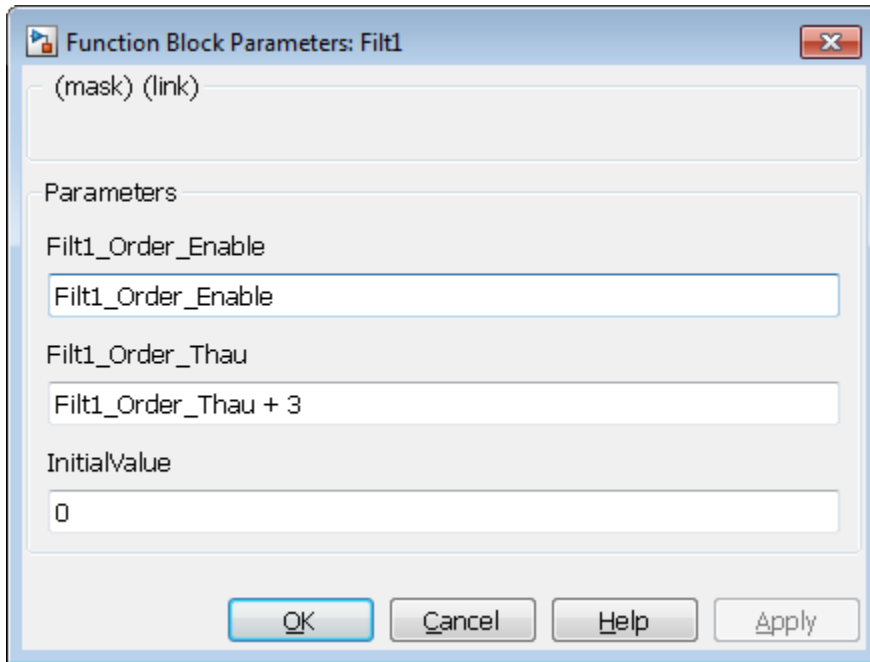 Function Block Parameters: Filt1
(mask) (link)
Parameters
Filt1_Order_Enable
Filt1_Order_Enable
Filt1_Order_Thau
Filt1_Order_Thau + 3
InitialValue
0
OK Cancel Help Apply